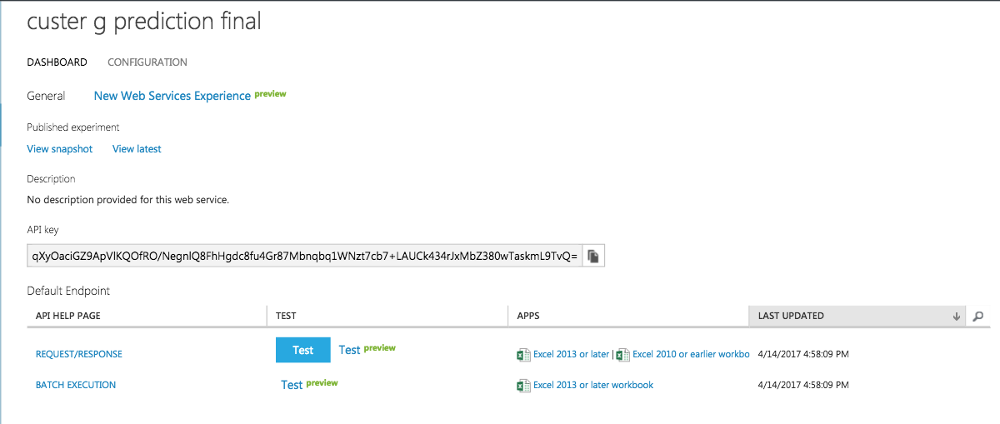 custer g prediction final
DASHBOARD CONFIGURATION
General New Web Services Experience preview
Published experiment
View snapshot View latest
Description
No description provided for this web service.
API key
qXyOaciGZ9ApVlKQOfRO/NegnlQ8FhHgdc8fu4Gr87Mbnqbq1WNzt7cb7+LAUCk434rJxMbZ380wTaskmL9TvQ=
Default Endpoint
API HELP PAGE TEST APPS LAST UPDATED
REQUEST/RESPONSE Test Test preview Excel 2013 or later | Excel 2010 or earlier workbo 4/14/2017 4:58:09 PM
BATCH EXECUTION Test preview Excel 2013 or later workbook 4/14/2017 4:58:09 PM